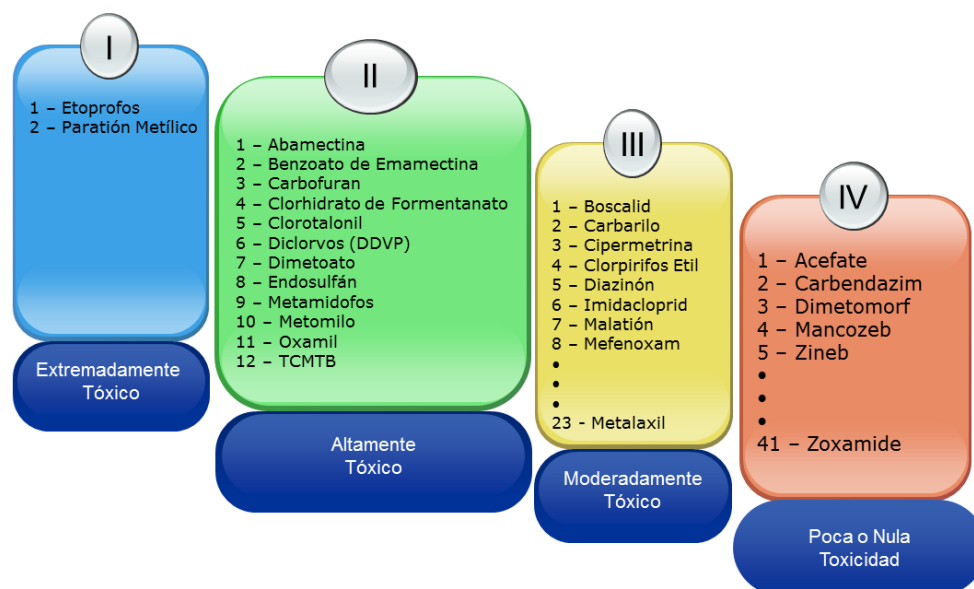 I
1 – Etoprofos
2 – Paratión Metílico
Extremadamente
Tóxico
II
1 – Abamectina
2 – Benzoato de Emamectina
3 – Carbofuran
4 – Clorhidrato de Formentanato
5 – Clorotalonil
6 – Diclorvos (DDVP)
7 – Dimetoato
8 – Endosulfán
9 – Metamidofos
10 – Metomilo
11 – Oxamil
12 – TCMTB
Altamente
Tóxico
III
1 – Boscalid
2 – Carbarilo
3 – Cipermetrina
4 – Clorpirifos Etil
5 – Diazinón
6 – Imidacloprid
7 – Malatión
8 – Mefenoxam
•
•
•
23 - Metalaxil
Moderadamente
Tóxico
IV
1 – Acefate
2 – Carbendazim
3 – Dimetomorf
4 – Mancozeb
5 – Zineb
•
•
•
41 – Zoxamide
Poca o Nula
Toxicidad